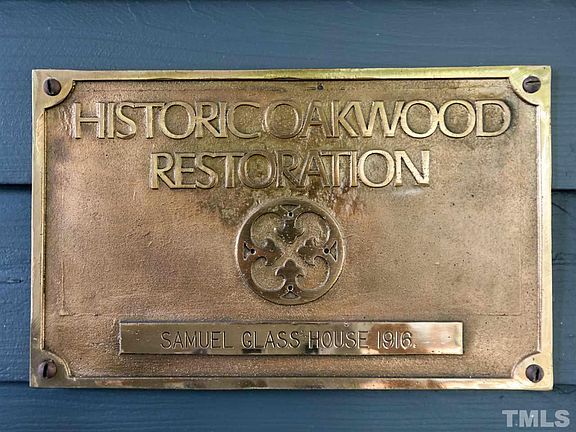 HISTORIC OAKWOOD
RESTORATION
SAMUEL GLASS HOUSE 1916.
TMLS